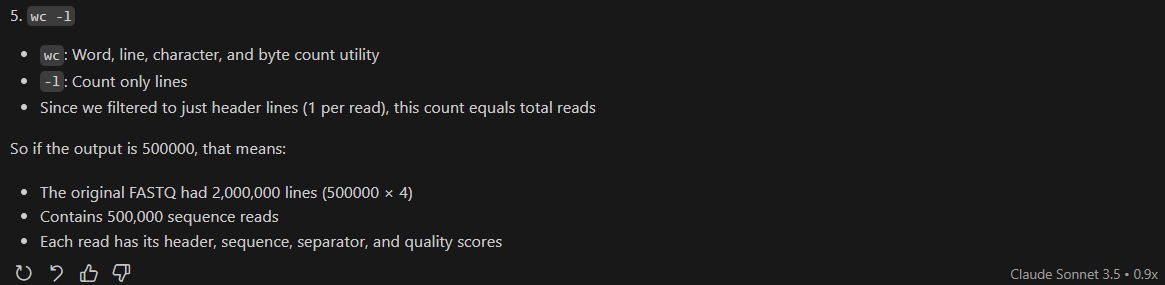 5. wc -l
• wc: Word, line, character, and byte count utility
• -l: Count only lines
• Since we filtered to just header lines (1 per read), this count equals total reads
So if the output is 500000, that means:
• The original FASTQ had 2,000,000 lines (500000 × 4)
• Contains 500,000 sequence reads
• Each read has its header, sequence, separator, and quality scores
Claude Sonnet 3.5 • 0.9x